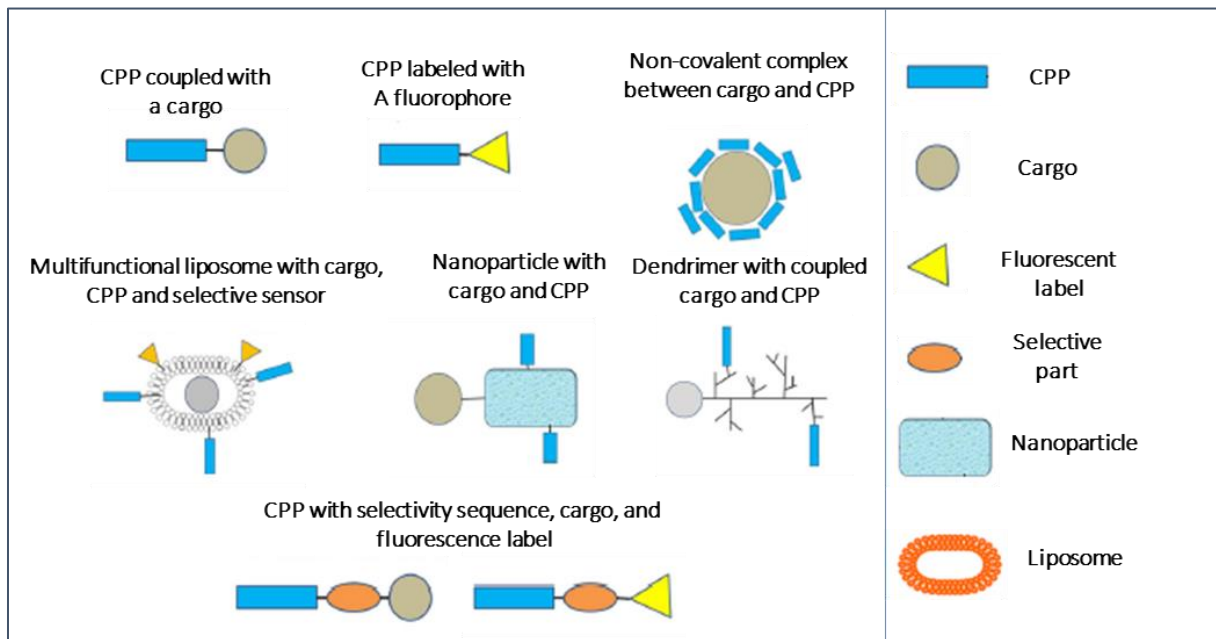 CPP coupled with
a cargo
CPP labeled with
A fluorophore
Non-covalent complex
between cargo and CPP
Multifunctional liposome with cargo,
CPP and selective sensor
Nanoparticle with
cargo and CPP
Dendrimer with coupled
cargo and CPP
CPP with selectivity sequence, cargo, and
fluorescence label
CPP
Cargo
Fluorescent
label
Selective
part
Nanoparticle
Liposome